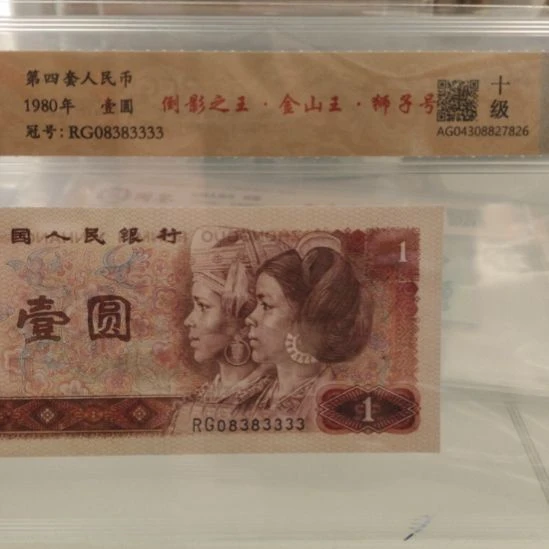 第四套人民币
1980年 壹圆 倒影之王·金山王·狮子号
冠号: RG08383333
十级
AG04308827826
国人民银行
1
壹圆
RG08383333
1